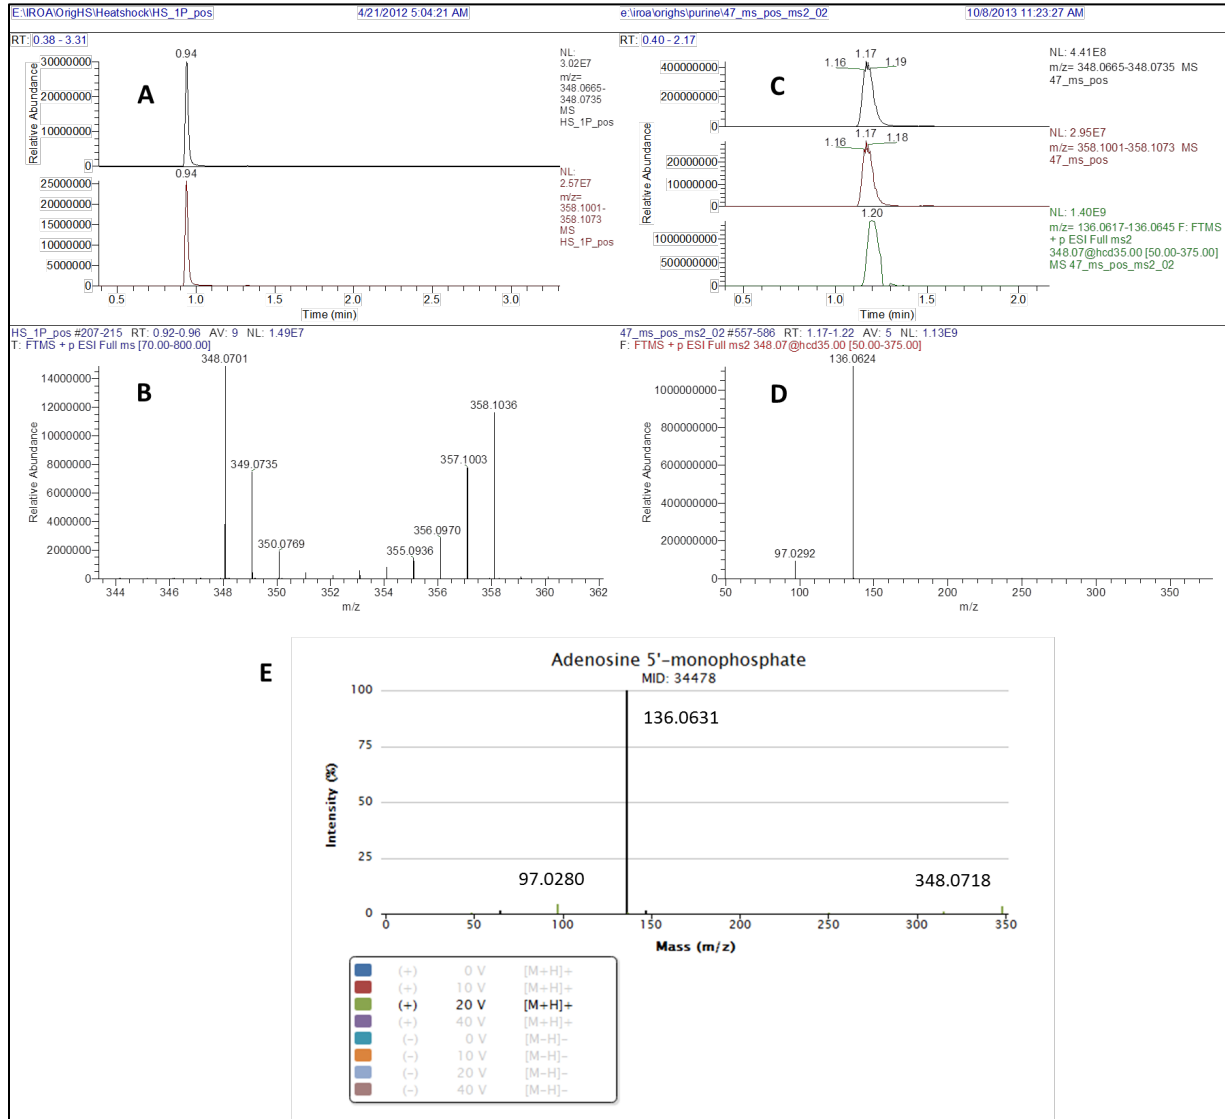 E:\IROA\OrigHS\Heatshock\HS_1P_pos 4/21/2012 5:04:21 AM
RT: 0.38 - 3.31
A
0.94
NL:
3.02E7
m/z=
348.0665-
348.0735
MS
HS_1P_pos
30000000
20000000
10000000
0
Relative Abundance
0.94
NL:
2.57E7
m/z=
358.1001-
358.1073
MS
HS_1P_pos
25000000
20000000
15000000
10000000
5000000
0
0.5 1.0 1.5 2.0 2.5 3.0
Time (min)
e:\iroa\orighs\purine\47_ms_pos_ms2_02 10/8/2013 11:23:27 AM
RT: 0.40 - 2.17
C
1.17
1.16 1.19
NL: 4.41E8
m/z= 348.0665-348.0735 MS
47_ms_pos
400000000
200000000
0
Relative Abundance
1.17
1.16 1.18
NL: 2.95E7
m/z= 358.1001-358.1073 MS
47_ms_pos
20000000
10000000
0
1.20
NL: 1.40E9
m/z= 136.0617-136.0645 F: FTMS
+ p ESI Full ms2
348.07@hcd35.00 [50.00-375.00]
MS 47_ms_pos_ms2_02
1000000000
500000000
0
0.5 1.0 1.5 2.0
Time (min)
HS_1P_pos #207-215 RT: 0.92-0.96 AV: 9 NL: 1.49E7
T: FTMS + p ESI Full ms [70.00-800.00]
B
348.0701
358.1036
349.0735
357.1003
356.0970
350.0769
355.0936
14000000
12000000
10000000
8000000
6000000
4000000
2000000
0
Relative Abundance
344 346 348 350 352 354 356 358 360 362
m/z
47_ms_pos_ms2_02 #557-586 RT: 1.17-1.22 AV: 5 NL: 1.13E9
F: FTMS + p ESI Full ms2 348.07@hcd35.00 [50.00-375.00]
D
136.0624
97.0292
1000000000
800000000
600000000
400000000
200000000
0
Relative Abundance
50 100 150 200 250 300 350
m/z
E
Adenosine 5'-monophosphate
MID: 34478
100
75
50
25
0
Intensity (%)
136.0631
97.0280
348.0718
0 50 100 150 200 250 300 350
Mass (m/z)
(+) 0 V [M+H]+
(+) 10 V [M+H]+
(+) 20 V [M+H]+
(+) 40 V [M+H]+
(-) 0 V [M-H]-
(-) 10 V [M-H]-
(-) 20 V [M-H]-
(-) 40 V [M-H]-